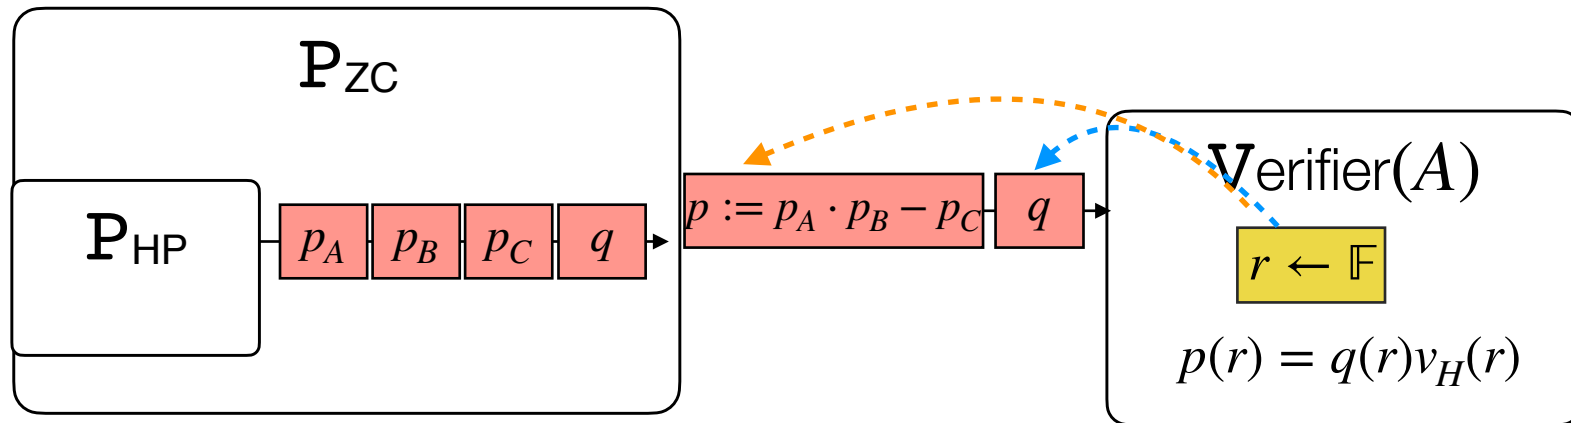 P_ZC
P_HP
p_A p_B p_C q
p := p_A · p_B − p_C q
Verifier(A)
r ← 𝔽
p(r) = q(r)v_H(r)